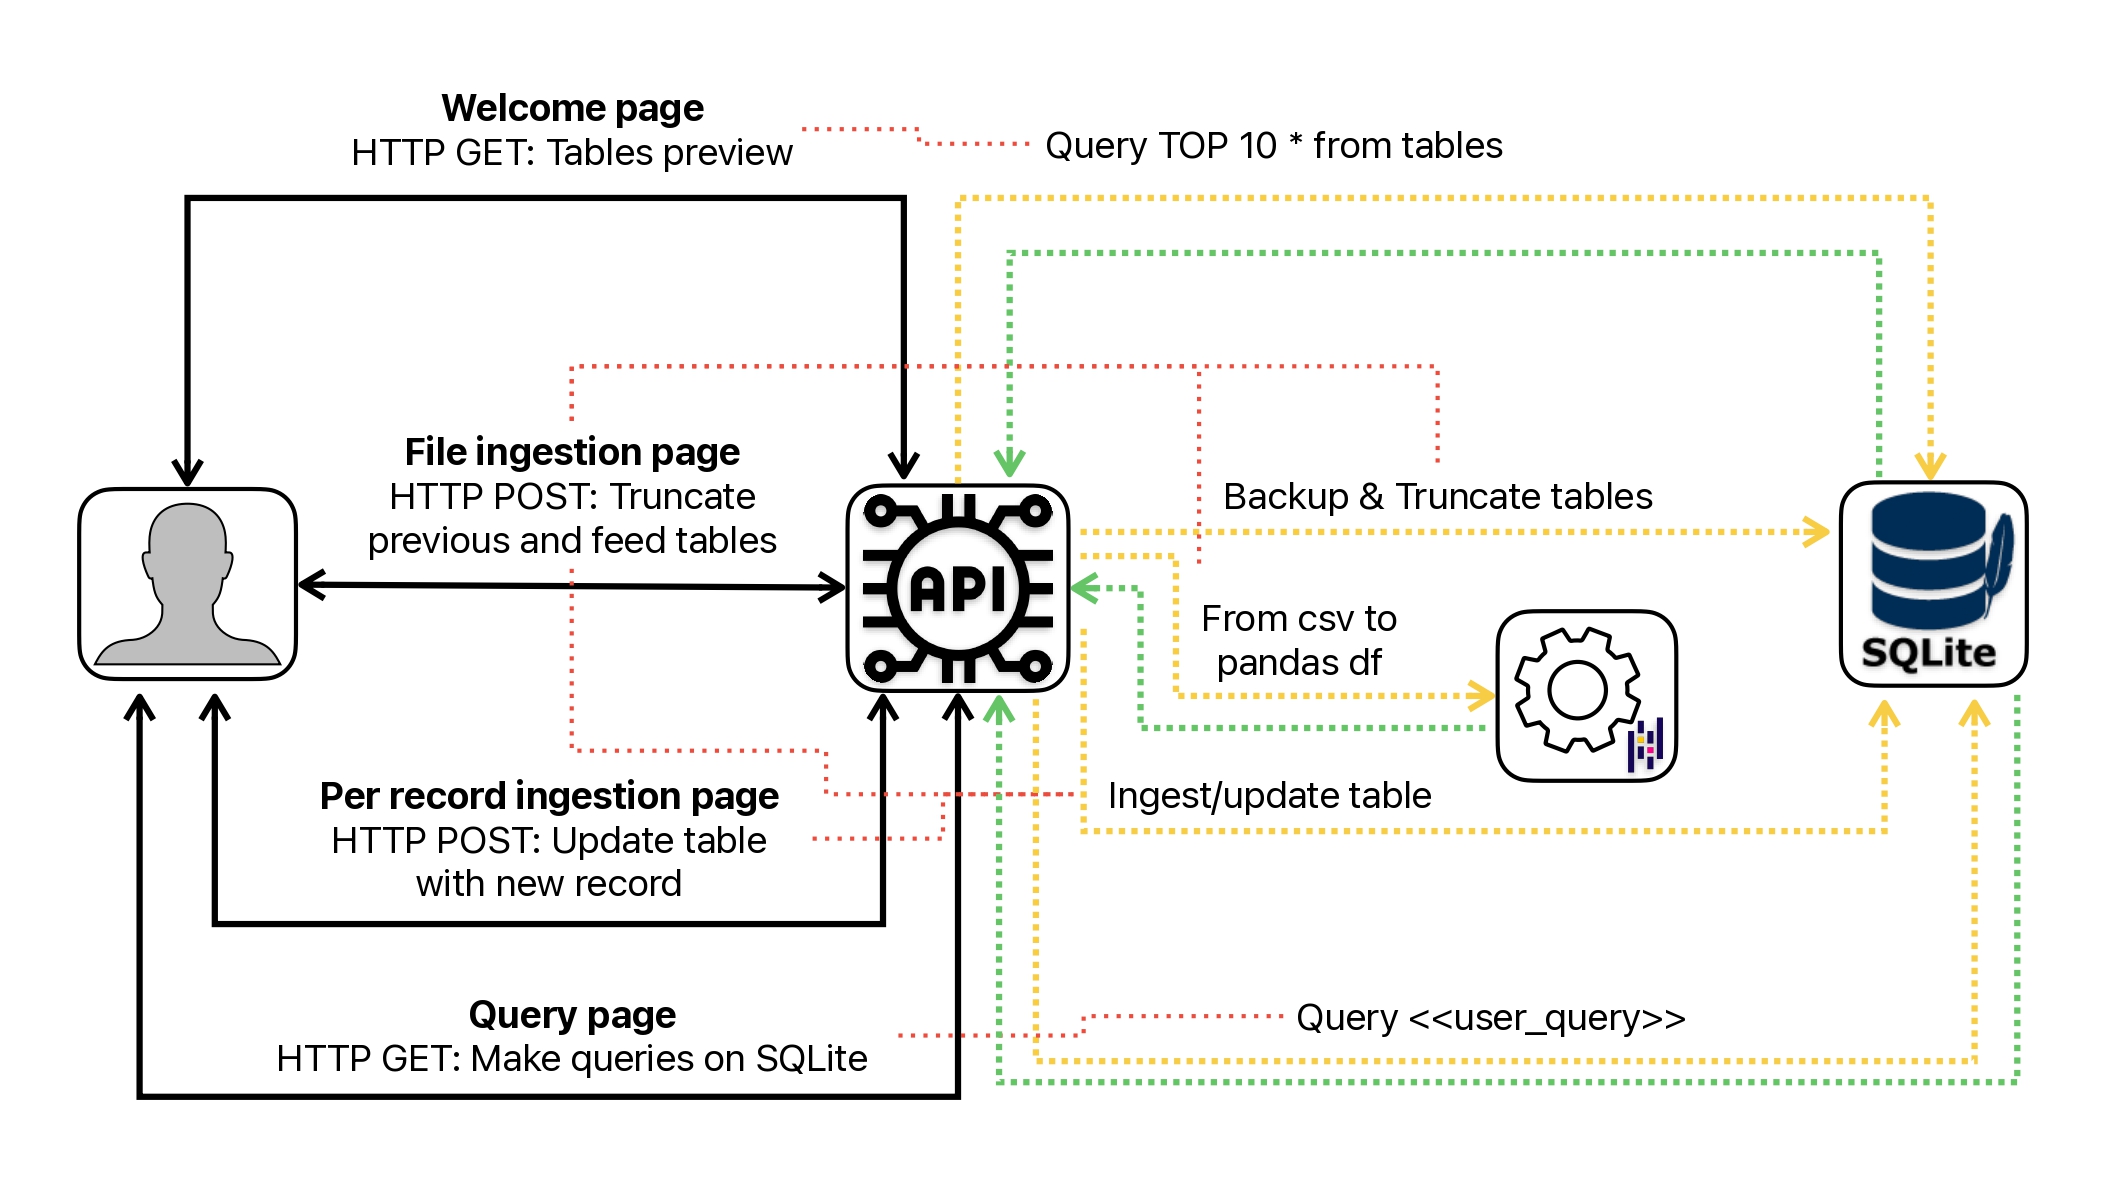 Welcome page
HTTP GET: Tables preview
Query TOP 10 * from tables
File ingestion page
HTTP POST: Truncate
previous and feed tables
Backup & Truncate tables
API
From csv to
pandas df
SQLite
Per record ingestion page
HTTP POST: Update table
with new record
Ingest/update table
Query page
HTTP GET: Make queries on SQLite
Query <<user_query>>